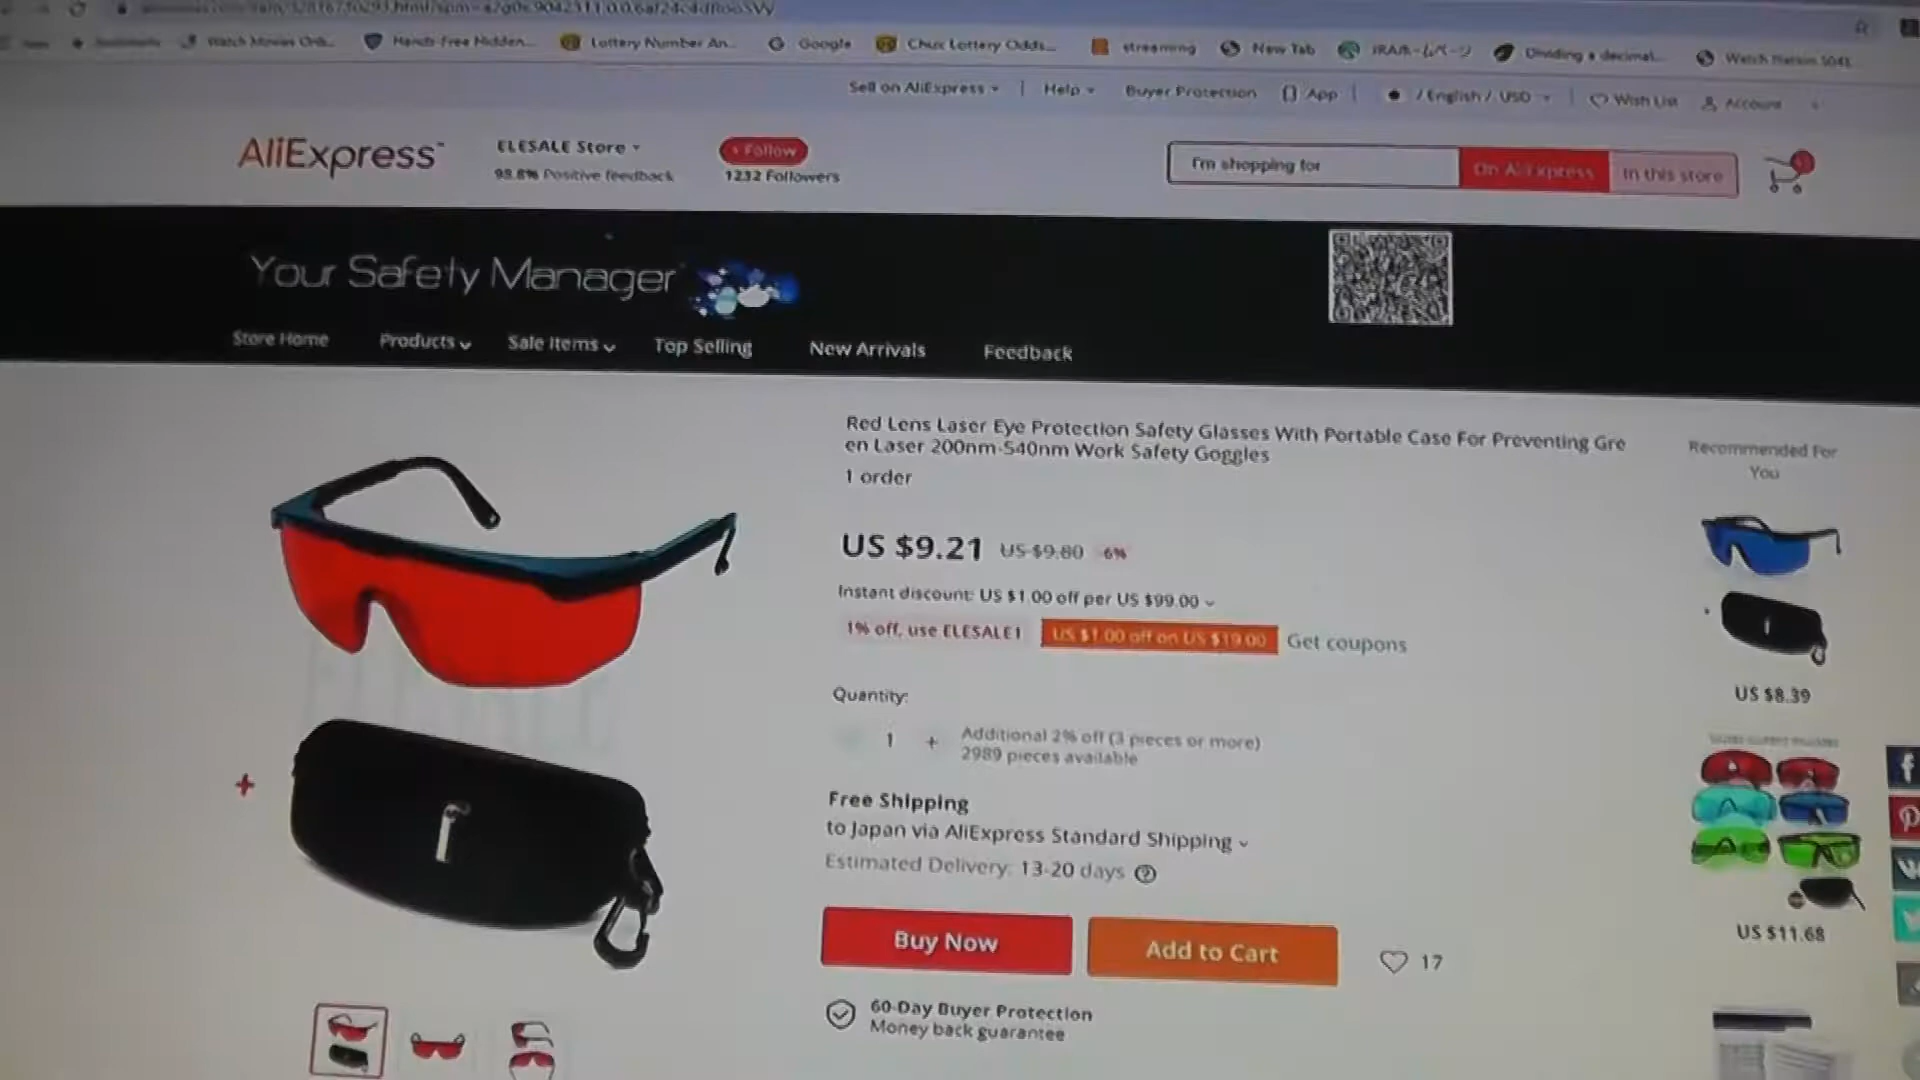 Hands-Free Hidden...
Lottery Number An...
Google
Chux Lottery Odds...
streaming
New Tab
Dividing a decimal...
Sell on AliExpress
Help
Buyer Protection
App
/ English / USD
Wish List
Account
AliExpress™
ELESALE Store
+ Follow
98.8% Positive feedback
1232 Followers
I'm shopping for
On AliExpress
In this store
Your Safety Manager
Store Home
Products
Sale Items
Top Selling
New Arrivals
Feedback
Red Lens Laser Eye Protection Safety Glasses With Portable Case For Preventing Gre
en Laser 200nm-540nm Work Safety Goggles
1 order
US $9.21 US $9.80 -6%
Instant discount: US $1.00 off per US $99.00
1% off, use ELESALE1
US $1.00 off on US $19.00
Get coupons
Quantity:
1 +
Additional 2% off (3 pieces or more)
2989 pieces available
Free Shipping
to Japan via AliExpress Standard Shipping
Estimated Delivery: 13-20 days
Buy Now
Add to Cart
17
60-Day Buyer Protection
Money back guarantee
Recommended For
You
US $8.39
US $11.68